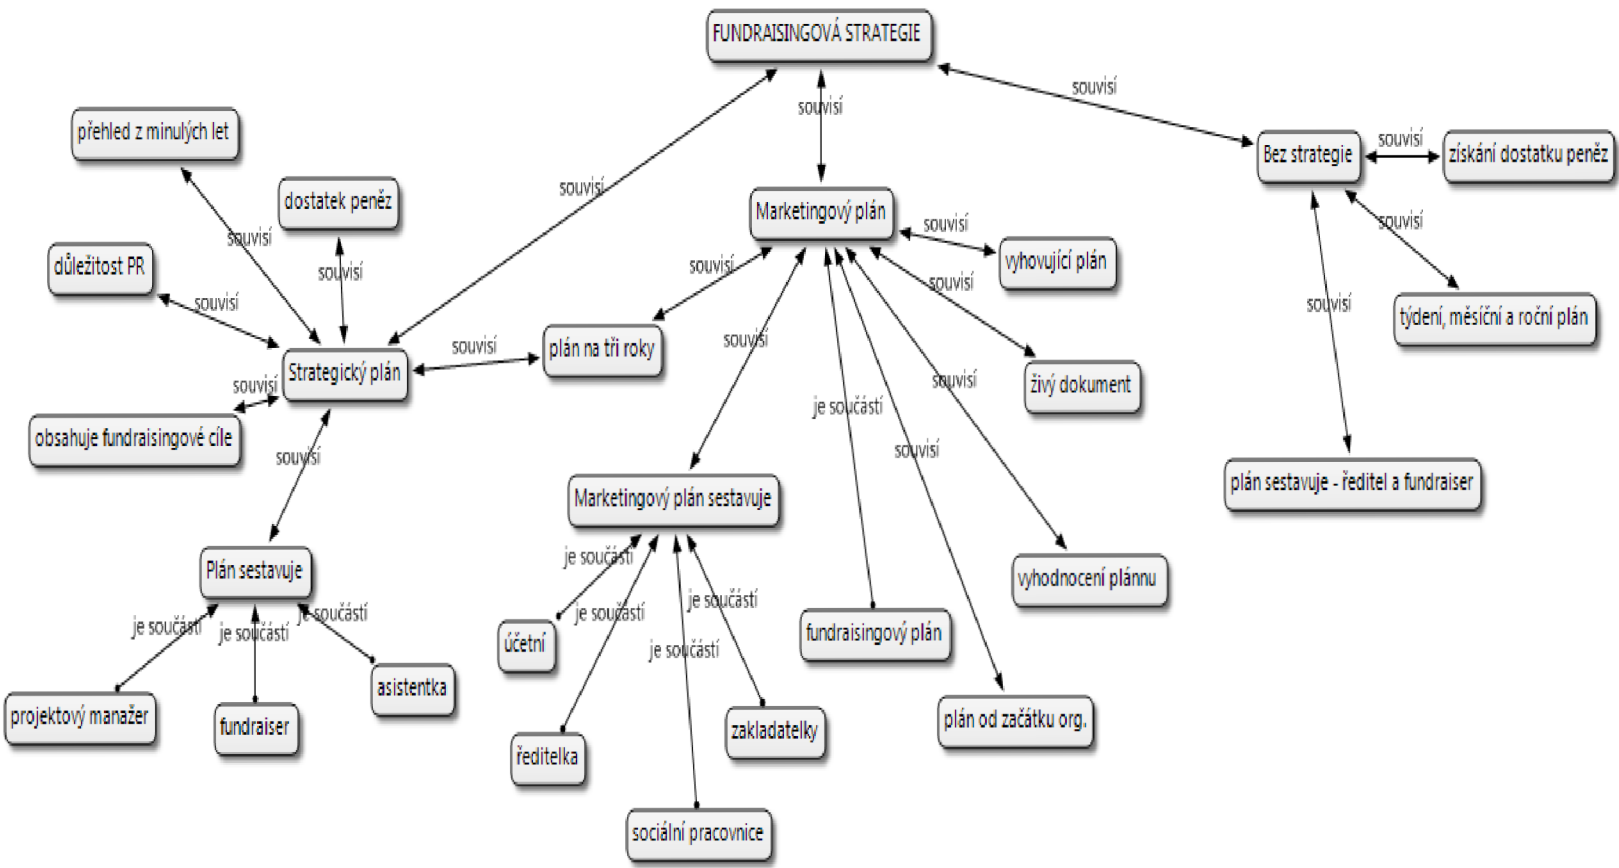 FUNDRAISINGOVÁ STRATEGIE
souvisí
souvisí
souvisí
přehled z minulých let
Bez strategie
souvisí
získání dostatku peněz
dostatek peněz
Marketingový plán
souvisí
souvisí
souvisí
důležitost PR
souvisí
souvisí
souvisí
souvisí
vyhovující plán
souvisí
souvisí
týdení, měsíční a roční plán
Strategický plán
souvisí
plán na tři roky
souvisí
souvisí
souvisí
živý dokument
je součástí
obsahuje fundraisingové cíle
souvisí
souvisí
Marketingový plán sestavuje
plán sestavuje - ředitel a fundraiser
Plán sestavuje
je součástí
vyhodnocení plánnu
je součástí
je součástí
je součástí
je součástí
je součástí
je součástí
účetní
fundraisingový plán
projektový manažer
fundraiser
asistentka
ředitelka
zakladatelky
plán od začátku org.
sociální pracovnice